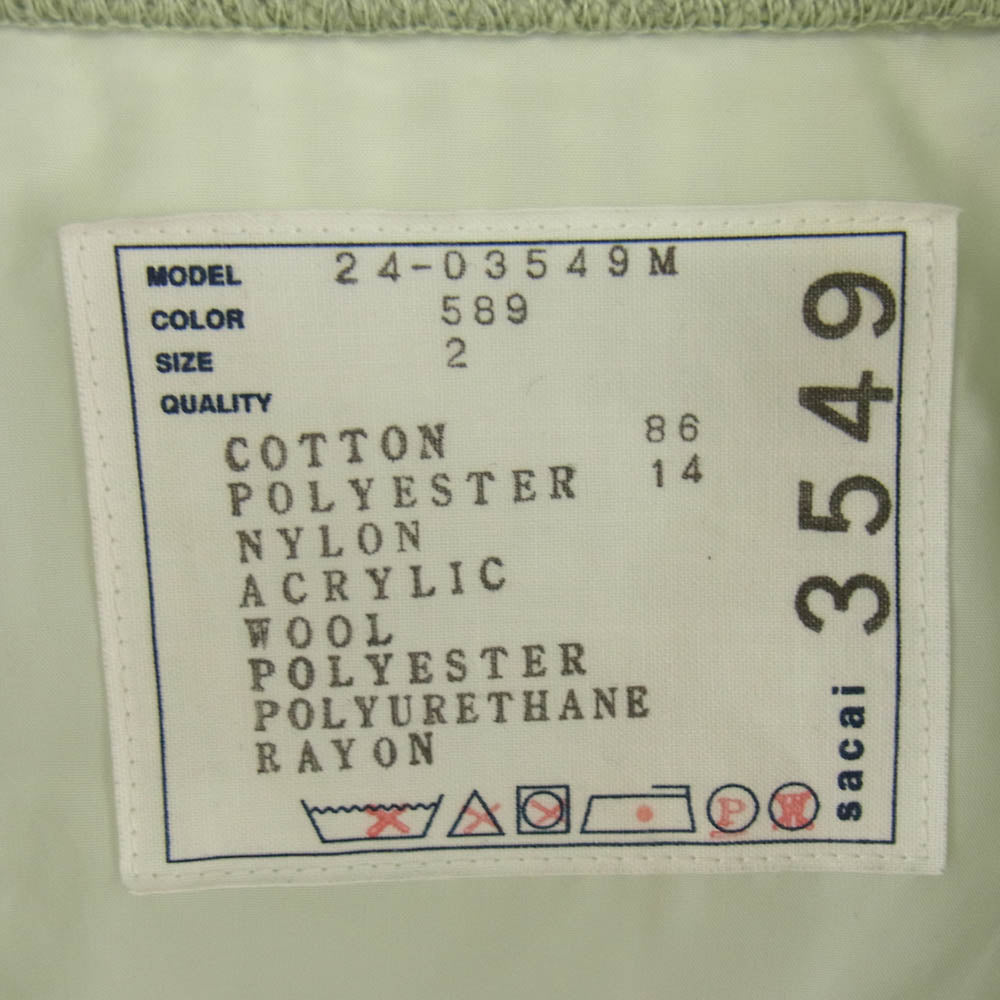 MODEL 24-03549M
COLOR 589
SIZE 2
QUALITY
COTTON 86
POLYESTER 14
NYLON
ACRYLIC
WOOL
POLYESTER
POLYURETHANE
RAYON
P W
sacai 3549